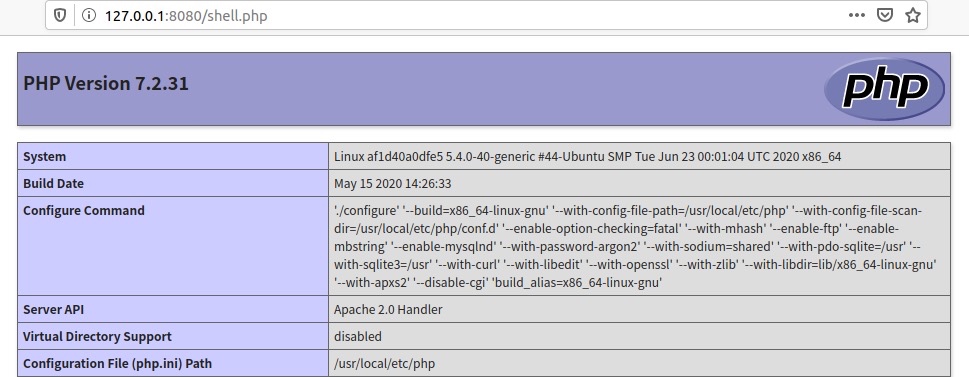 127.0.0.1:8080/shell.php
PHP Version 7.2.31
php
System
Linux af1d40a0dfe5 5.4.0-40-generic #44-Ubuntu SMP Tue Jun 23 00:01:04 UTC 2020 x86_64
Build Date
May 15 2020 14:26:33
Configure Command
'./configure' '--build=x86_64-linux-gnu' '--with-config-file-path=/usr/local/etc/php' '--with-config-file-scan-
dir=/usr/local/etc/php/conf.d' '--enable-option-checking=fatal' '--with-mhash' '--enable-ftp' '--enable-
mbstring' '--enable-mysqlnd' '--with-password-argon2' '--with-sodium=shared' '--with-pdo-sqlite=/usr' '--
with-sqlite3=/usr' '--with-curl' '--with-libedit' '--with-openssl' '--with-zlib' '--with-libdir=lib/x86_64-linux-gnu'
'--with-apxs2' '--disable-cgi' 'build_alias=x86_64-linux-gnu'
Server API
Apache 2.0 Handler
Virtual Directory Support
disabled
Configuration File (php.ini) Path
/usr/local/etc/php